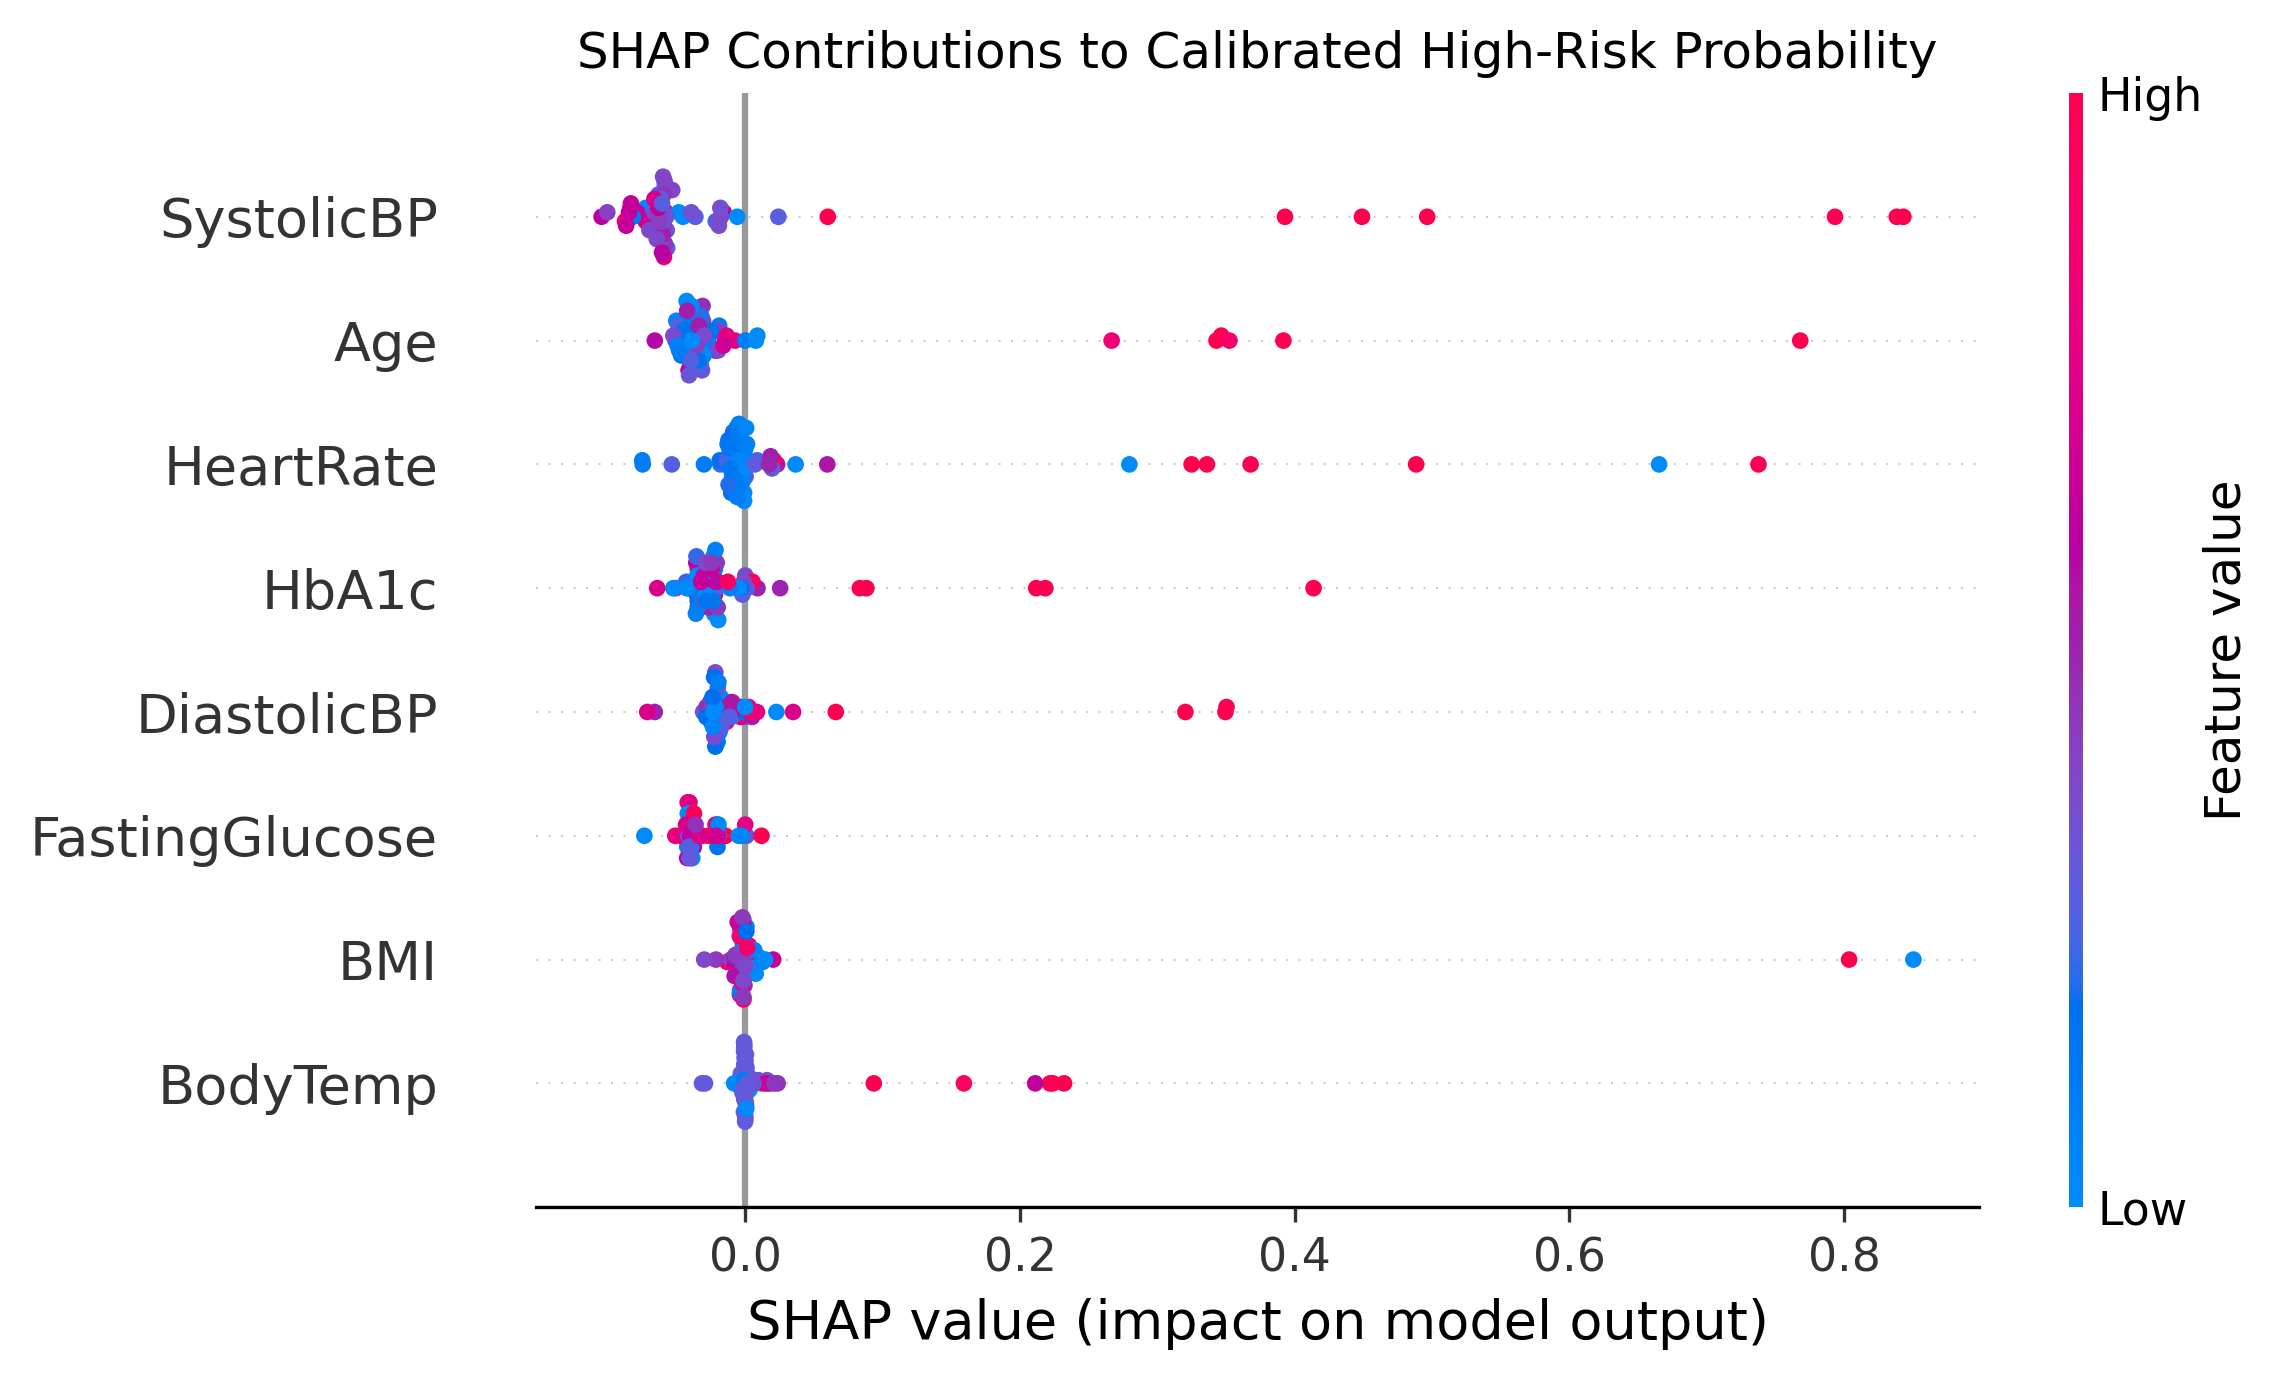 SHAP Contributions to Calibrated High-Risk Probability
High
SystolicBP
Age
HeartRate
HbA1c
DiastolicBP
FastingGlucose
BMI
BodyTemp
Feature value
Low
0.0 0.2 0.4 0.6 0.8
SHAP value (impact on model output)